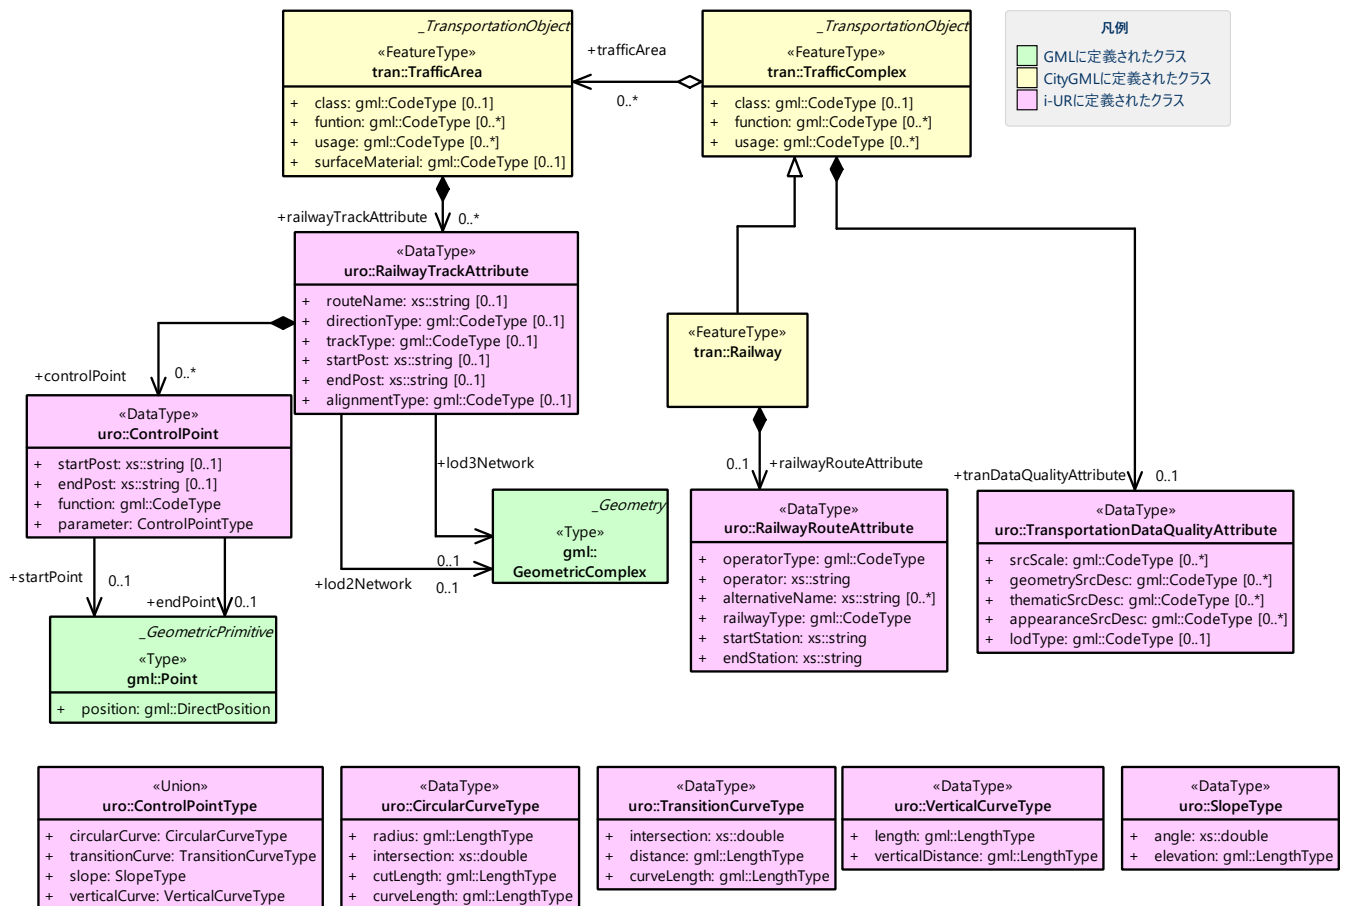 _TransportationObject
«FeatureType»
tran::TrafficArea
+ class: gml::CodeType [0..1]
+ funtion: gml::CodeType [0..*]
+ usage: gml::CodeType [0..*]
+ surfaceMaterial: gml::CodeType [0..1]
+trafficArea
0..*
_TransportationObject
«FeatureType»
tran::TrafficComplex
+ class: gml::CodeType [0..1]
+ function: gml::CodeType [0..*]
+ usage: gml::CodeType [0..*]
凡例
GMLに定義されたクラス
CityGMLに定義されたクラス
i-URに定義されたクラス
+railwayTrackAttribute
0..*
«DataType»
uro::RailwayTrackAttribute
+ routeName: xs::string [0..1]
+ directionType: gml::CodeType [0..1]
+ trackType: gml::CodeType [0..1]
+ startPost: xs::string [0..1]
+ endPost: xs::string [0..1]
+ alignmentType: gml::CodeType [0..1]
«FeatureType»
tran::Railway
+controlPoint
0..*
«DataType»
uro::ControlPoint
+ startPost: xs::string [0..1]
+ endPost: xs::string [0..1]
+ function: gml::CodeType
+ parameter: ControlPointType
+lod3Network
0..1
+lod2Network
0..1
_Geometry
«Type»
gml::
GeometricComplex
0..1
+railwayRouteAttribute
«DataType»
uro::RailwayRouteAttribute
+ operatorType: gml::CodeType
+ operator: xs::string
+ alternativeName: xs::string [0..*]
+ railwayType: gml::CodeType
+ startStation: xs::string
+ endStation: xs::string
+tranDataQualityAttribute
0..1
«DataType»
uro::TransportationDataQualityAttribute
+ srcScale: gml::CodeType [0..*]
+ geometrySrcDesc: gml::CodeType [0..*]
+ thematicSrcDesc: gml::CodeType [0..*]
+ appearanceSrcDesc: gml::CodeType [0..*]
+ lodType: gml::CodeType [0..1]
+startPoint
0..1
+endPoint
0..1
_GeometricPrimitive
«Type»
gml::Point
+ position: gml::DirectPosition
«Union»
uro::ControlPointType
+ circularCurve: CircularCurveType
+ transitionCurve: TransitionCurveType
+ slope: SlopeType
+ verticalCurve: VerticalCurveType
«DataType»
uro::CircularCurveType
+ radius: gml::LengthType
+ intersection: xs::double
+ cutLength: gml::LengthType
+ curveLength: gml::LengthType
«DataType»
uro::TransitionCurveType
+ intersection: xs::double
+ distance: gml::LengthType
+ curveLength: gml::LengthType
«DataType»
uro::VerticalCurveType
+ length: gml::LengthType
+ verticalDistance: gml::LengthType
«DataType»
uro::SlopeType
+ angle: xs::double
+ elevation: gml::LengthType